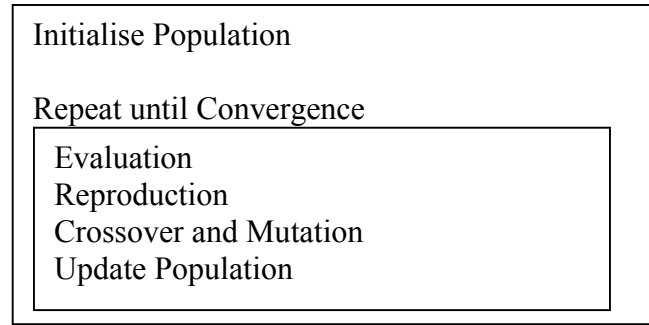 Initialise Population
Repeat until Convergence
Evaluation
Reproduction
Crossover and Mutation
Update Population